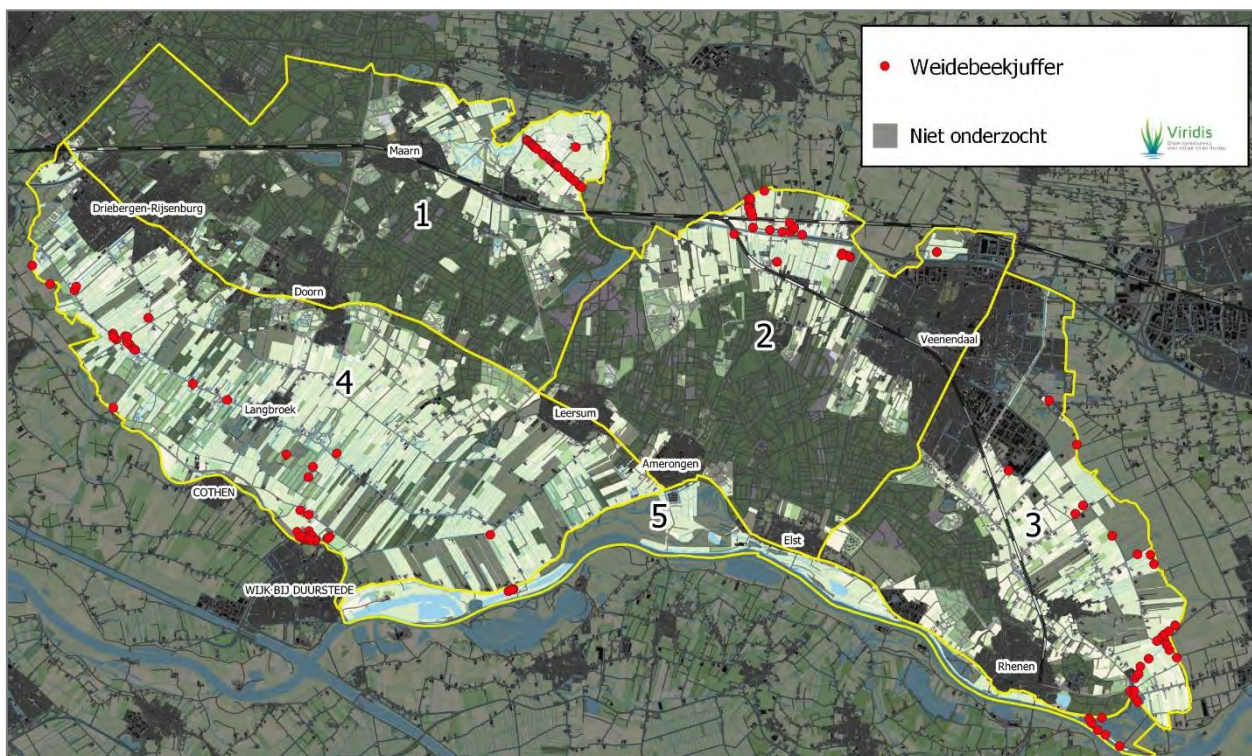 Weidebeekjuffer
Niet onderzocht
Viridis
Maarn
1
Driebergen-Rijsenburg
Doorn
2
Veenendaal
4
Langbroek
Leersum
Amerongen
COTHEN
5
3
Elst
WIJK BIJ DUURSTEDE
Rhenen